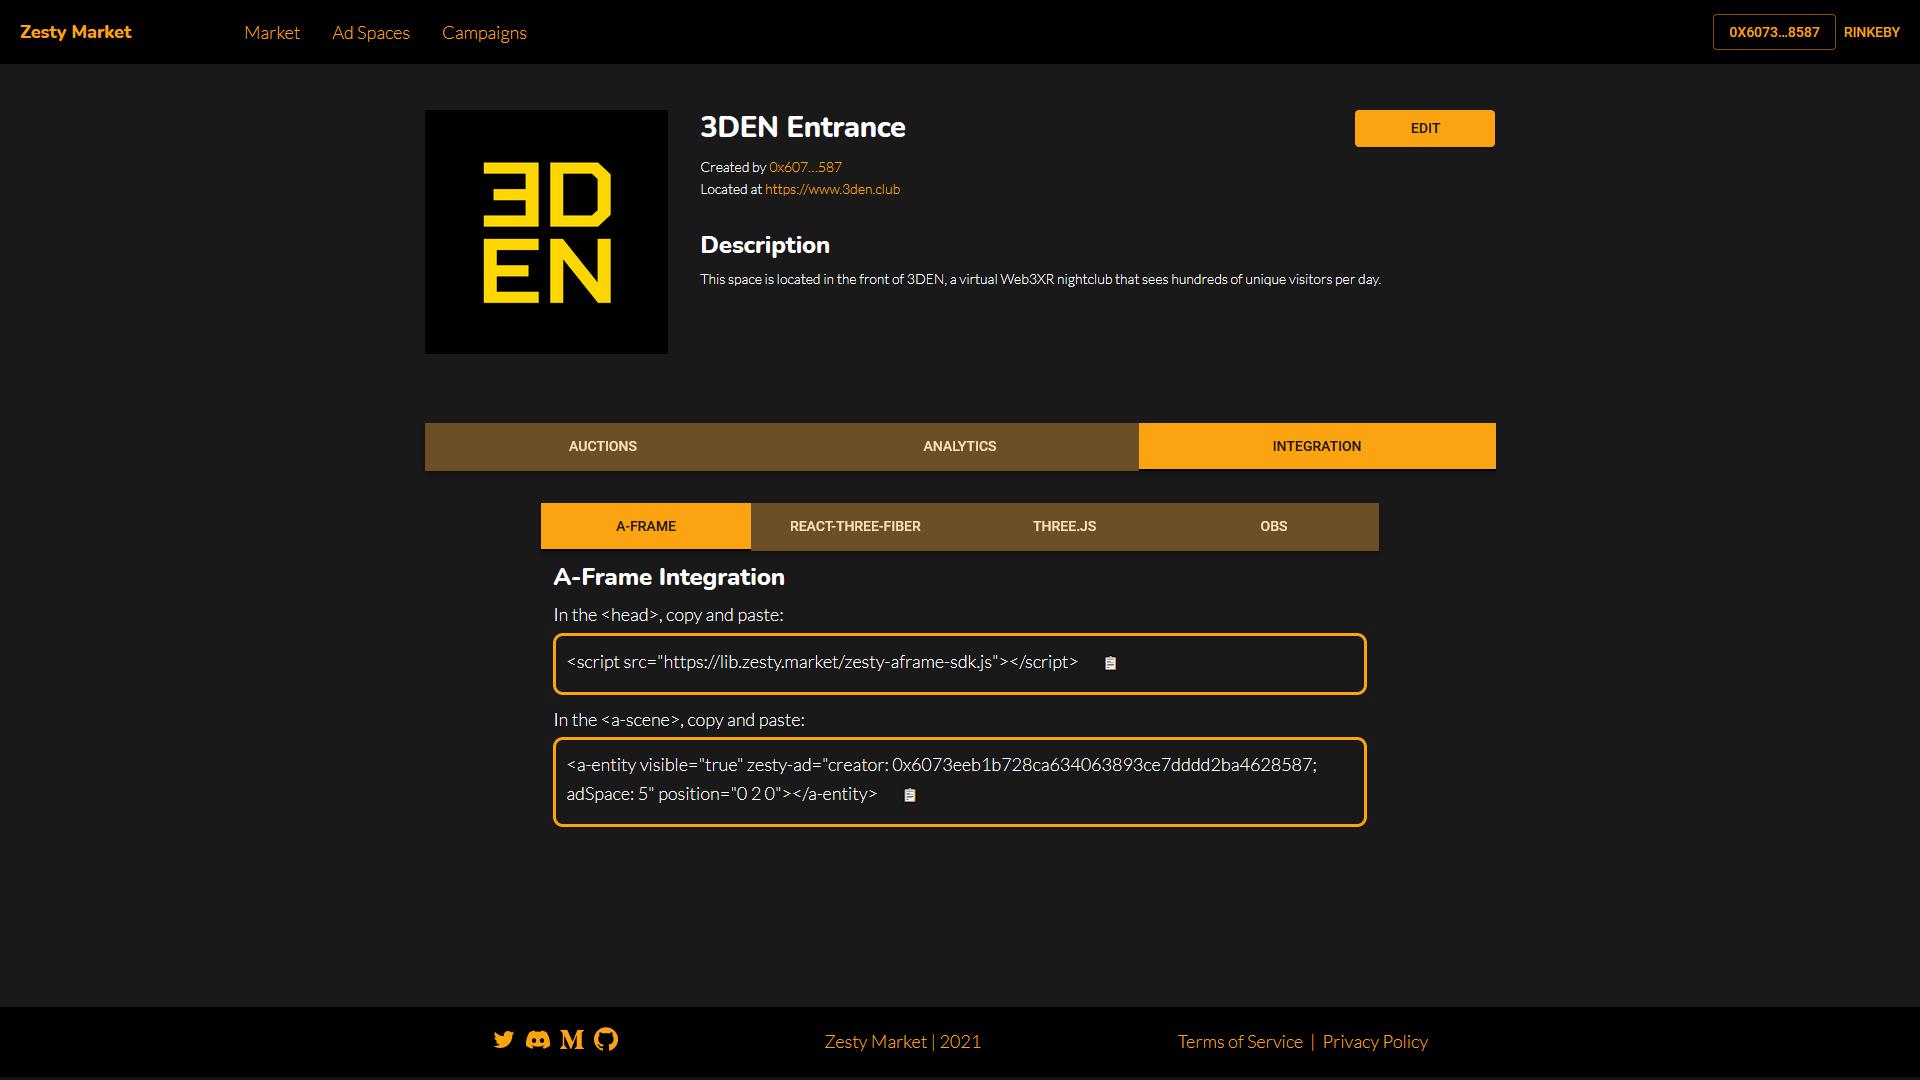 Zesty Market
Market
Ad Spaces
Campaigns
0X6073...8587
RINKEBY
3D
EN
3DEN Entrance
EDIT
Created by 0x607...587
Located at https://www.3den.club
Description
This space is located in the front of 3DEN, a virtual Web3XR nightclub that sees hundreds of unique visitors per day.
AUCTIONS
ANALYTICS
INTEGRATION
A-FRAME
REACT-THREE-FIBER
THREE.JS
OBS
A-Frame Integration
In the <head>, copy and paste:
<script src="https://lib.zesty.market/zesty-aframe-sdk.js"></script>
In the <a-scene>, copy and paste:
<a-entity visible="true" zesty-ad="creator: 0x6073eeb1b728ca634063893ce7dddd2ba4628587;
adSpace: 5" position="0 2 0"></a-entity>
Zesty Market | 2021
Terms of Service | Privacy Policy